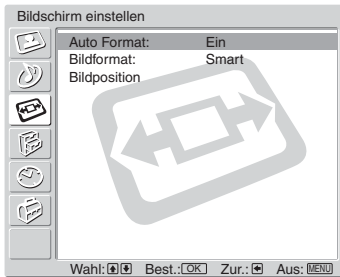 Bildschirm einstellen
Auto Format: Ein
Bildformat: Smart
Bildposition
Wahl: Best.: OK Zur.: Aus: MENU